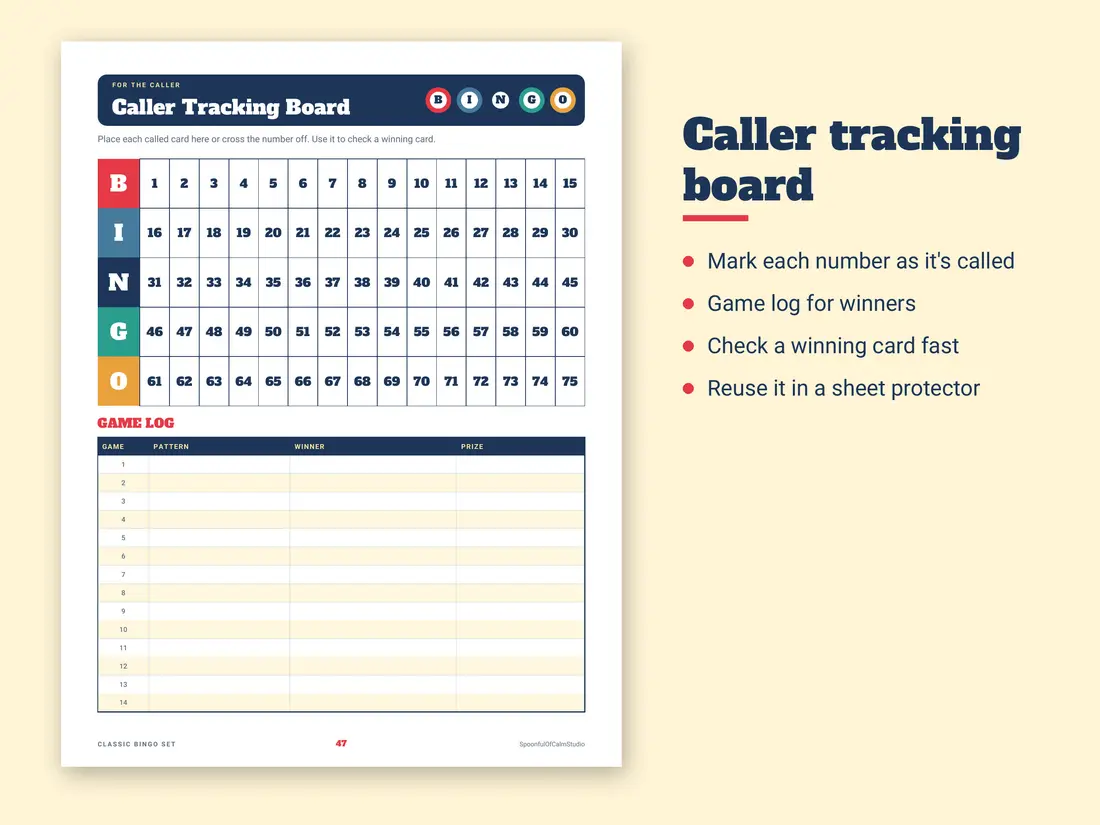 FOR THE CALLER
Caller Tracking Board
B I N G O
Place each called card here or cross the number off. Use it to check a winning card.
B 1 2 3 4 5 6 7 8 9 10 11 12 13 14 15
I 16 17 18 19 20 21 22 23 24 25 26 27 28 29 30
N 31 32 33 34 35 36 37 38 39 40 41 42 43 44 45
G 46 47 48 49 50 51 52 53 54 55 56 57 58 59 60
O 61 62 63 64 65 66 67 68 69 70 71 72 73 74 75
GAME LOG
GAME PATTERN WINNER PRIZE
1
2
3
4
5
6
7
8
9
10
11
12
13
14
CLASSIC BINGO SET 47 SpoonfulOfCalmStudio
Caller tracking
board
Mark each number as it's called
Game log for winners
Check a winning card fast
Reuse it in a sheet protector